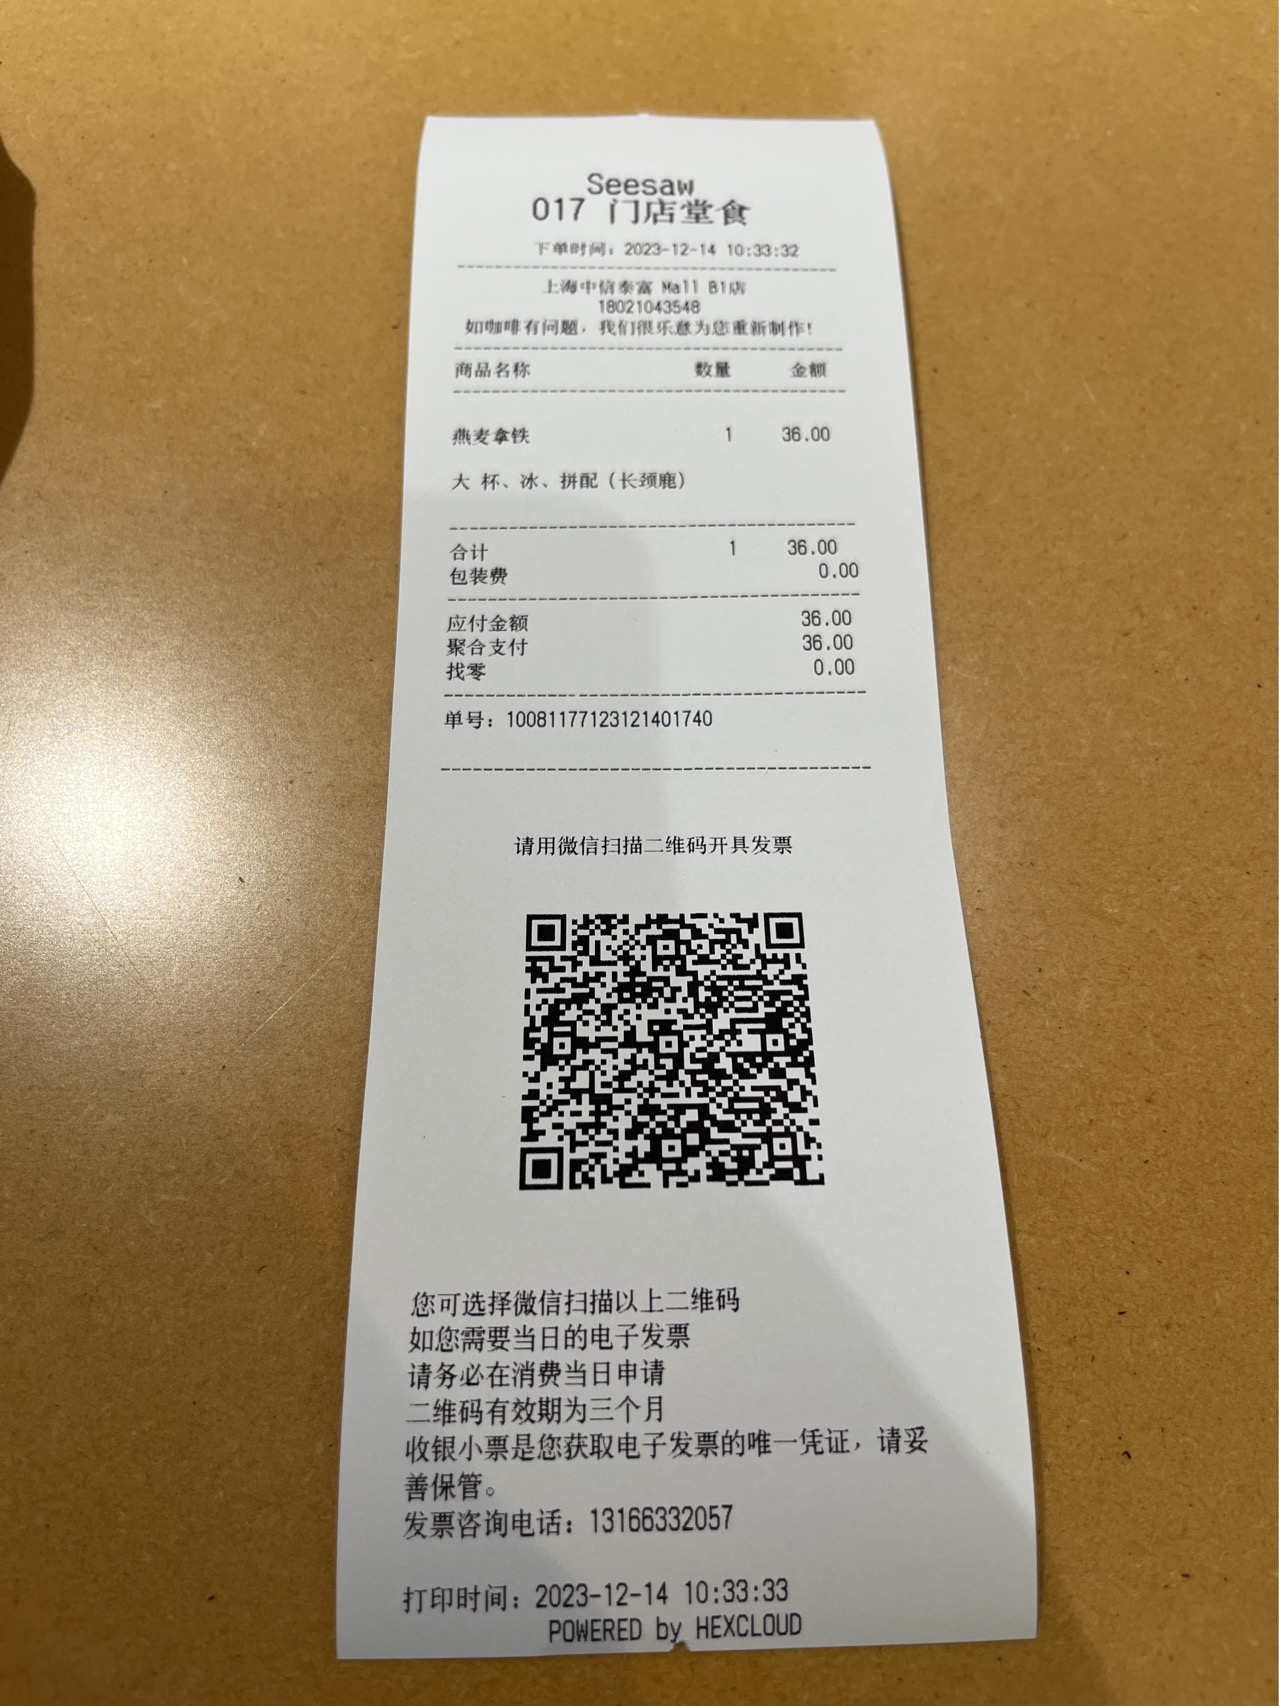 Seesaw
017 门店堂食
下单时间：2023-12-14 10:33:32
上海中信泰富 Mall B1店
18021043548
如咖啡有问题，我们很乐意为您重新制作！
商品名称 数量 金额
燕麦拿铁 1 36.00
大 杯、冰、拼配（长颈鹿）
合计 1 36.00
包装费 0.00
应付金额 36.00
聚合支付 36.00
找零 0.00
单号：10081177123121401740
请用微信扫描二维码开具发票
您可选择微信扫描以上二维码
如您需要当日的电子发票
请务必在消费当日申请
二维码有效期为三个月
收银小票是您获取电子发票的唯一凭证，请妥
善保管。
发票咨询电话：13166332057
打印时间：2023-12-14 10:33:33
POWERED by HEXCLOUD